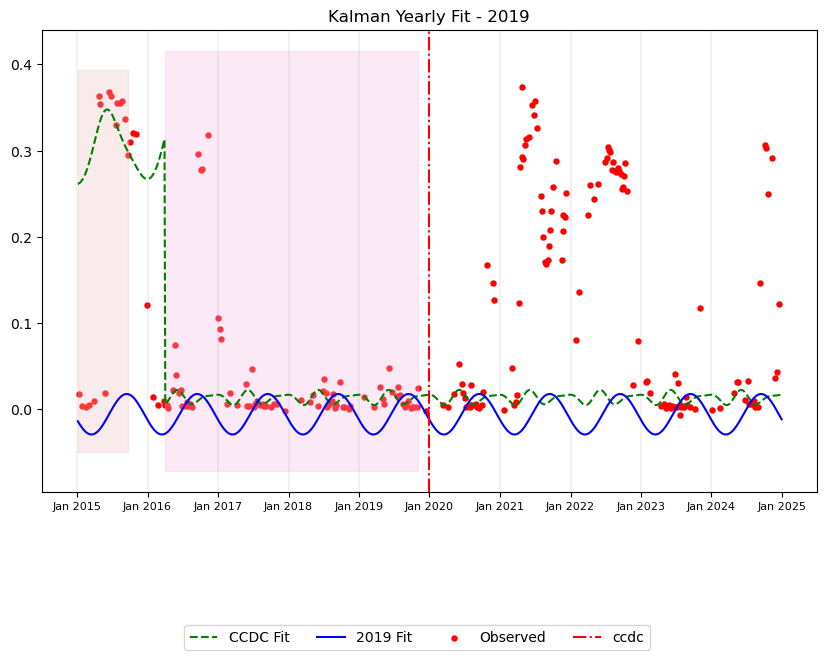 Kalman Yearly Fit - 2019
0.4
0.3
0.2
0.1
0.0
Jan 2015 Jan 2016 Jan 2017 Jan 2018 Jan 2019 Jan 2020 Jan 2021 Jan 2022 Jan 2023 Jan 2024 Jan 2025
CCDC Fit 2019 Fit Observed ccdc